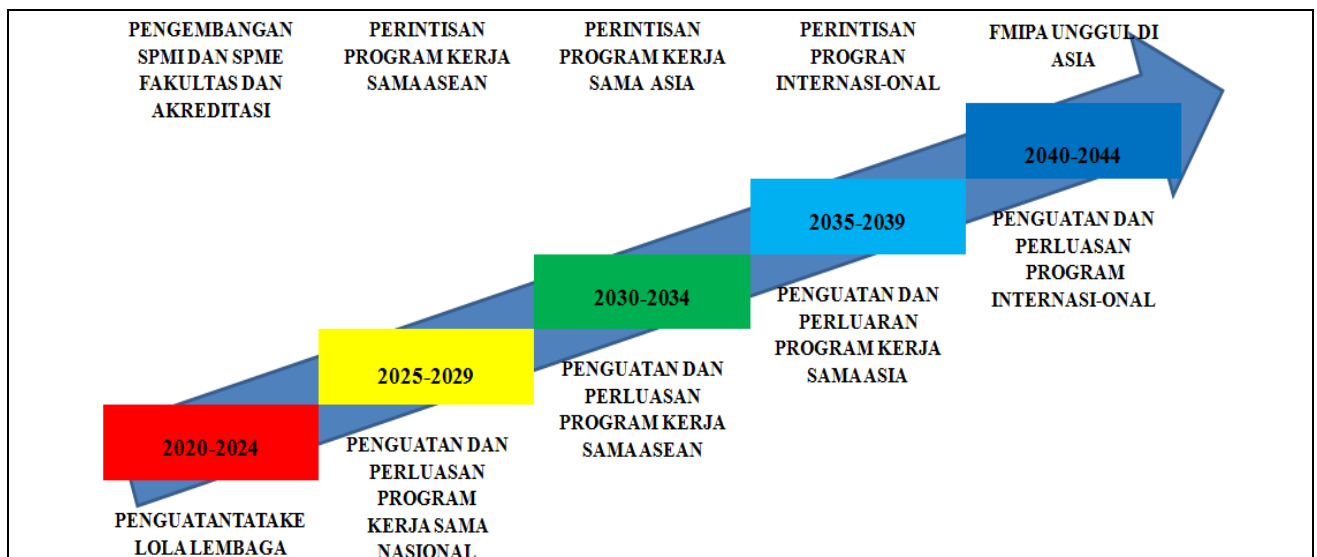 PENGEMBANGAN
SPMI DAN SPME
FAKULTAS DAN
AKREDITASI
PERINTISAN
PROGRAM KERJA
SAMA ASEAN
PERINTISAN
PROGRAM KERJA
SAMA ASIA
PERINTISAN
PROGRAN
INTERNASI-ONAL
FMIPA UNGGUL DI
ASIA
2040-2044
2035-2039
2030-2034
2025-2029
2020-2024
PENGUATAN DAN
PERLUASAN
PROGRAM
INTERNASI-ONAL
PENGUATAN DAN
PERLUARAN
PROGRAM KERJA
SAMA ASIA
PENGUATAN DAN
PERLUASAN
PROGRAM KERJA
SAMA ASEAN
PENGUATAN DAN
PERLUASAN
PROGRAM
KERJA SAMA
NASIONAL
PENGUATAN TATAKE
LOLA LEMBAGA